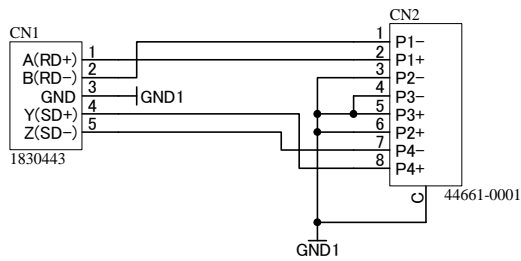 CN1
A(RD+) 1
B(RD-) 2
GND 3
Y(SD+) 4
Z(SD-) 5
1830443
GND1
CN2
1 P1-
2 P1+
3 P2-
4 P3-
5 P3+
6 P2+
7 P4-
8 P4+
C
44661-0001
GND1